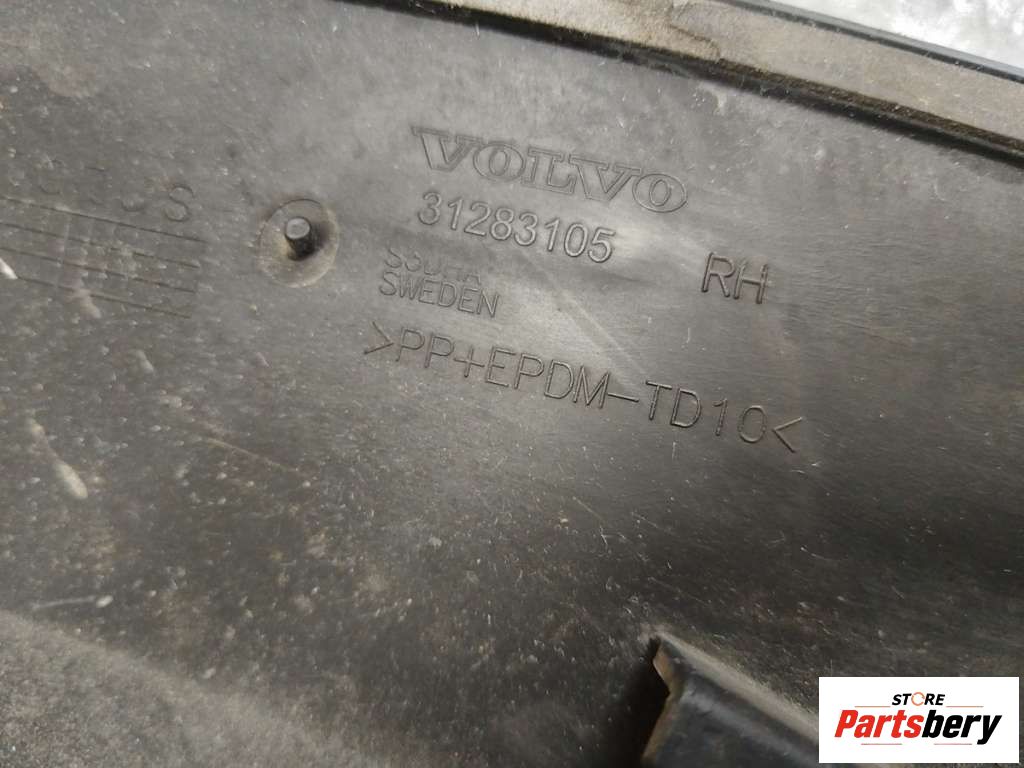 VOLVO
31283105
RH
SWEDEN
>PP+EPDM-TD10<
STORE
Partsbery